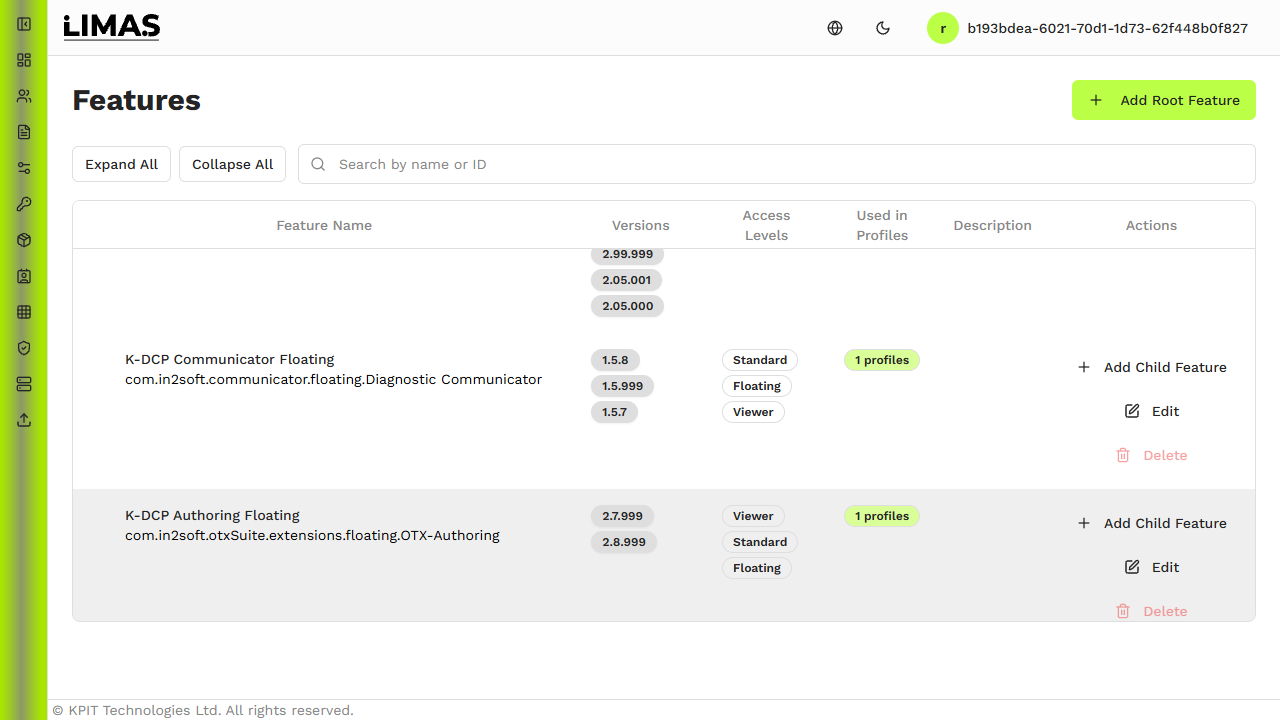 LIMAS
r
b193bdea-6021-70d1-1d73-62f448b0f827
Features
Add Root Feature
Expand All
Collapse All
Search by name or ID
Feature Name
Versions
Access
Levels
Used in
Profiles
Description
Actions
2.99.999
2.05.001
2.05.000
K-DCP Communicator Floating
com.in2soft.communicator.floating.Diagnostic Communicator
1.5.8
1.5.999
1.5.7
Standard
Floating
Viewer
1 profiles
Add Child Feature
Edit
Delete
K-DCP Authoring Floating
com.in2soft.otxSuite.extensions.floating.OTX-Authoring
2.7.999
2.8.999
Viewer
Standard
Floating
1 profiles
Add Child Feature
Edit
Delete
© KPIT Technologies Ltd. All rights reserved.